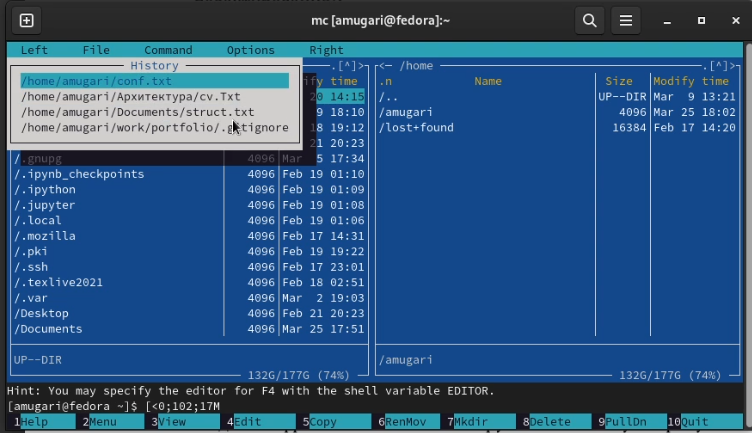 mc [amugari@fedora]:~
Left File Command Options Right
History
/home/amugari/conf.txt
/home/amugari/Архитектура/cv.Txt
/home/amugari/Documents/struct.txt
/home/amugari/work/portfolio/.gitignore
.[^]> <— /home .[^]>
ify time .n Name Size Modify time
20 14:15 /.. UP--DIR Mar 9 13:21
9 18:10 /amugari 4096 Mar 25 18:02
18 19:12 /lost+found 16384 Feb 17 14:20
21 20:23
/.gnupg 4096 Mar 5 17:34
/.ipynb_checkpoints 4096 Feb 19 01:10
/.ipython 4096 Feb 19 01:09
/.jupyter 4096 Feb 19 01:08
/.local 4096 Feb 19 01:06
/.mozilla 4096 Feb 17 14:31
/.pki 4096 Feb 19 19:22
/.ssh 4096 Feb 17 23:01
/.texlive2021 4096 Feb 18 02:51
/.var 4096 Mar 2 19:03
/Desktop 4096 Feb 21 20:23
/Documents 4096 Mar 25 17:51
UP--DIR /amugari
132G/177G (74%) 132G/177G (74%)
Hint: You may specify the editor for F4 with the shell variable EDITOR.
[amugari@fedora ~]$ [<0;102;17M
1Help 2Menu 3View 4Edit 5Copy 6RenMov 7Mkdir 8Delete 9PullDn 10Quit